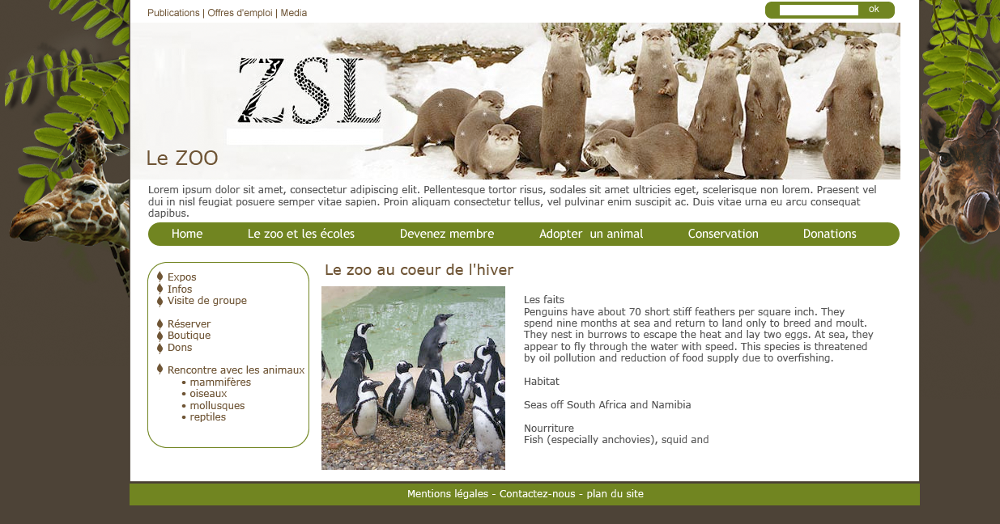 Publications | Offres d'emploi | Media
ok
ZSL
Le ZOO
Lorem ipsum dolor sit amet, consectetur adipiscing elit. Pellentesque tortor risus, sodales sit amet ultricies eget, scelerisque non lorem. Praesent vel
dui in nisl feugiat posuere semper vitae sapien. Proin aliquam consectetur tellus, vel pulvinar enim suscipit ac. Duis vitae urna eu arcu consequat
dapibus.
Home Le zoo et les écoles Devenez membre Adopter un animal Conservation Donations
Expos
Infos
Visite de groupe
Réserver
Boutique
Dons
Rencontre avec les animaux
• mammifères
• oiseaux
• mollusques
• reptiles
Le zoo au coeur de l'hiver
Les faits
Penguins have about 70 short stiff feathers per square inch. They
spend nine months at sea and return to land only to breed and moult.
They nest in burrows to escape the heat and lay two eggs. At sea, they
appear to fly through the water with speed. This species is threatened
by oil pollution and reduction of food supply due to overfishing.
Habitat
Seas off South Africa and Namibia
Nourriture
Fish (especially anchovies), squid and
Mentions légales - Contactez-nous - plan du site